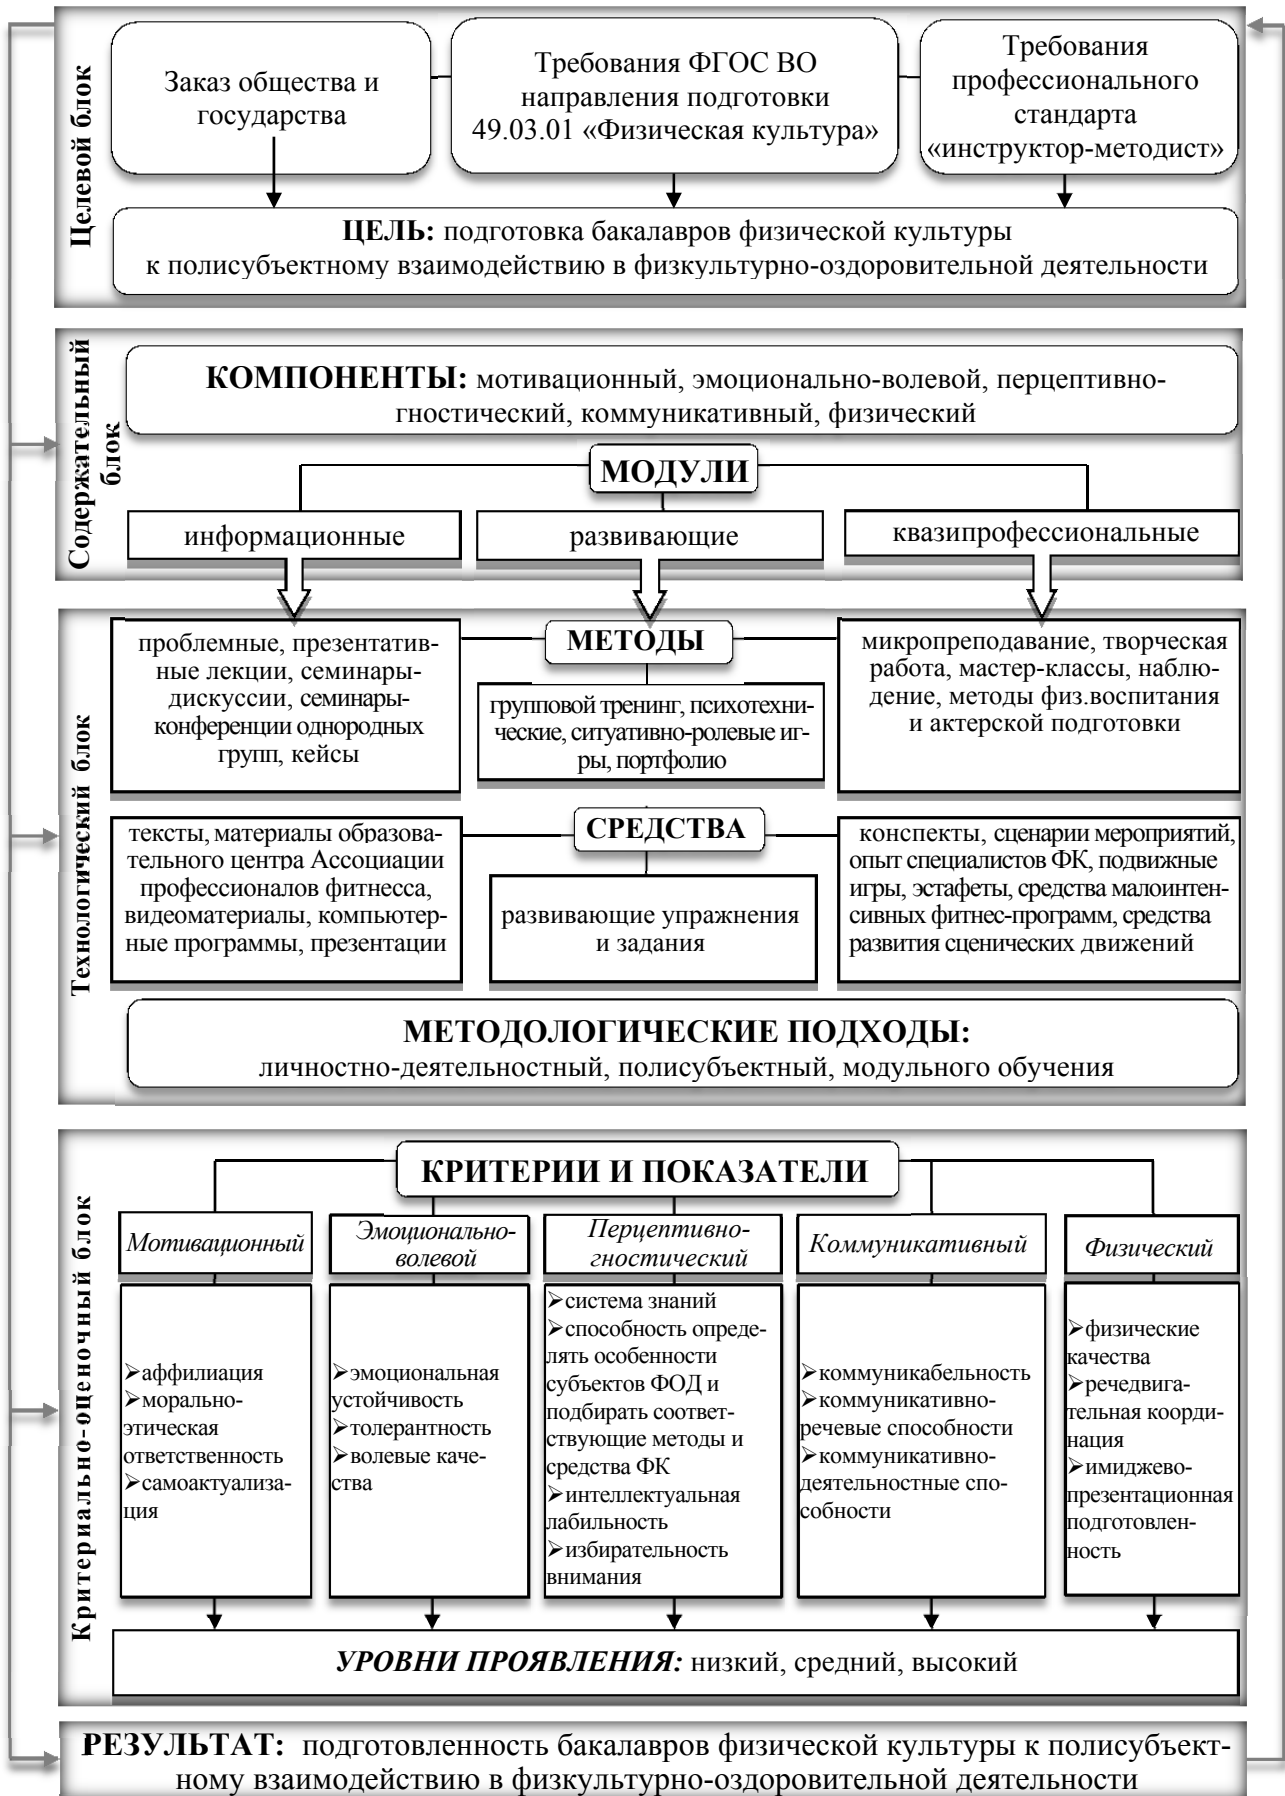 Целевой блок
Заказ общества и
государства
Требования ФГОС ВО
направления подготовки
49.03.01 «Физическая культура»
Требования
профессионального
стандарта
«инструктор-методист»
ЦЕЛЬ: подготовка бакалавров физической культуры
к полисубъектному взаимодействию в физкультурно-оздоровительной деятельности
Содержательный
блок
КОМПОНЕНТЫ: мотивационный, эмоционально-волевой, перцептивно-
гностический, коммуникативный, физический
МОДУЛИ
информационные
развивающие
квазипрофессиональные
Технологический блок
МЕТОДЫ
проблемные, презентатив-
ные лекции, семинары-
дискуссии, семинары-
конференции однородных
групп, кейсы
групповой тренинг, психотехни-
ческие, ситуативно-ролевые иг-
ры, портфолио
микропреподавание, творческая
работа, мастер-классы, наблю-
дение, методы физ.воспитания
и актерской подготовки
СРЕДСТВА
тексты, материалы образова-
тельного центра Ассоциации
профессионалов фитнесса,
видеоматериалы, компьютер-
ные программы, презентации
развивающие упражнения
и задания
конспекты, сценарии мероприятий,
опыт специалистов ФК, подвижные
игры, эстафеты, средства малоинтен-
сивных фитнес-программ, средства
развития сценических движений
МЕТОДОЛОГИЧЕСКИЕ ПОДХОДЫ:
личностно-деятельностный, полисубъектный, модульного обучения
Критериально-оценочный блок
КРИТЕРИИ И ПОКАЗАТЕЛИ
Мотивационный
Эмоционально-
волевой
Перцептивно-
гностический
Коммуникативный
Физический
➢аффилиация
➢морально-
этическая
ответственность
➢самоактуализа-
ция
➢эмоциональная
устойчивость
➢толерантность
➢волевые каче-
ства
➢система знаний
➢способность опреде-
лять особенности
субъектов ФОД и
подбирать соответ-
ствующие методы и
средства ФК
➢интеллектуальная
лабильность
➢избирательность
внимания
➢коммуникабельность
➢коммуникативно-
речевые способности
➢коммуникативно-
деятельностные спо-
собности
➢физические
качества
➢речедвига-
тельная коорди-
нация
➢имиджево-
презентационная
подготовлен-
ность
УРОВНИ ПРОЯВЛЕНИЯ: низкий, средний, высокий
РЕЗУЛЬТАТ: подготовленность бакалавров физической культуры к полисубъект-
ному взаимодействию в физкультурно-оздоровительной деятельности